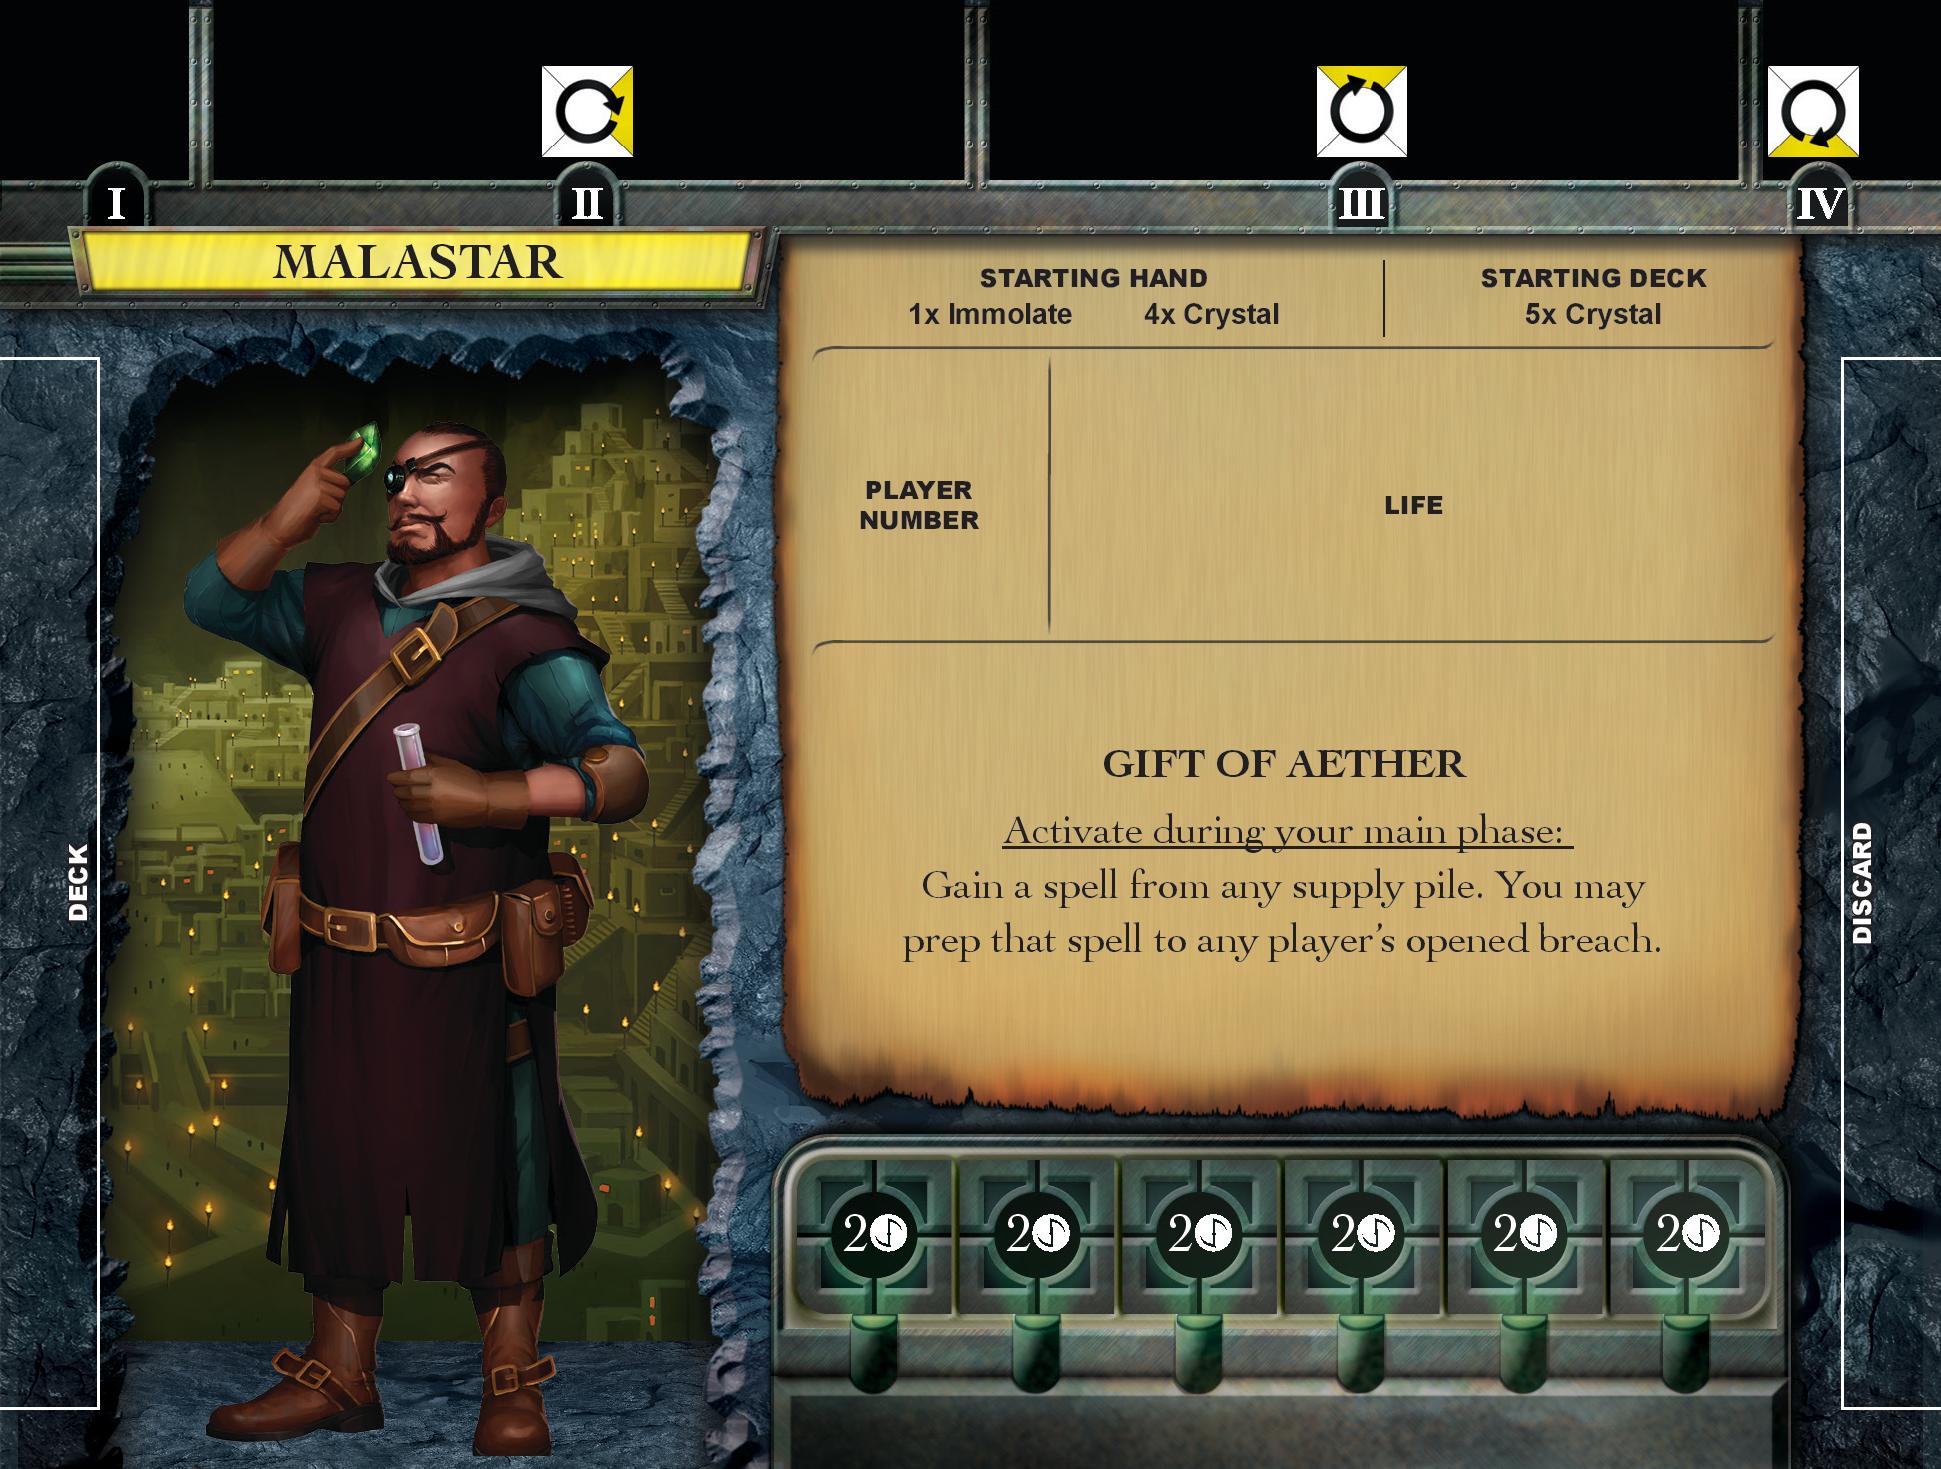 I
II
III
IV
MALASTAR
STARTING HAND
1x Immolate 4x Crystal
STARTING DECK
5x Crystal
PLAYER
NUMBER
LIFE
GIFT OF AETHER
Activate during your main phase:
Gain a spell from any supply pile. You may
prep that spell to any player’s opened breach.
DECK
DISCARD
2 2 2 2 2 2